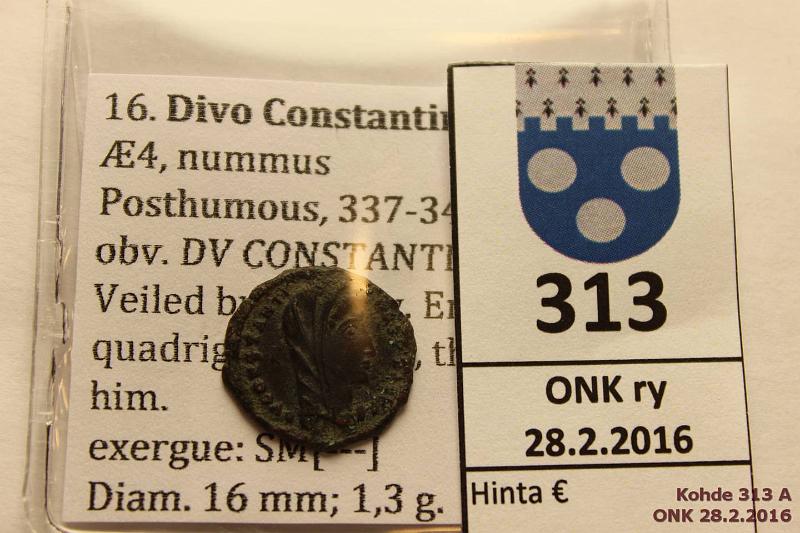 16. Divo Constantin
Æ4, nummus
Posthumous, 337-34
obv. DV CONSTANTI
Veiled
quadrig
him.
exergue: SM[---]
Diam. 16 mm; 1,3 g.
313
ONK ry
28.2.2016
Hinta €
Kohde 313 A
ONK 28.2.2016